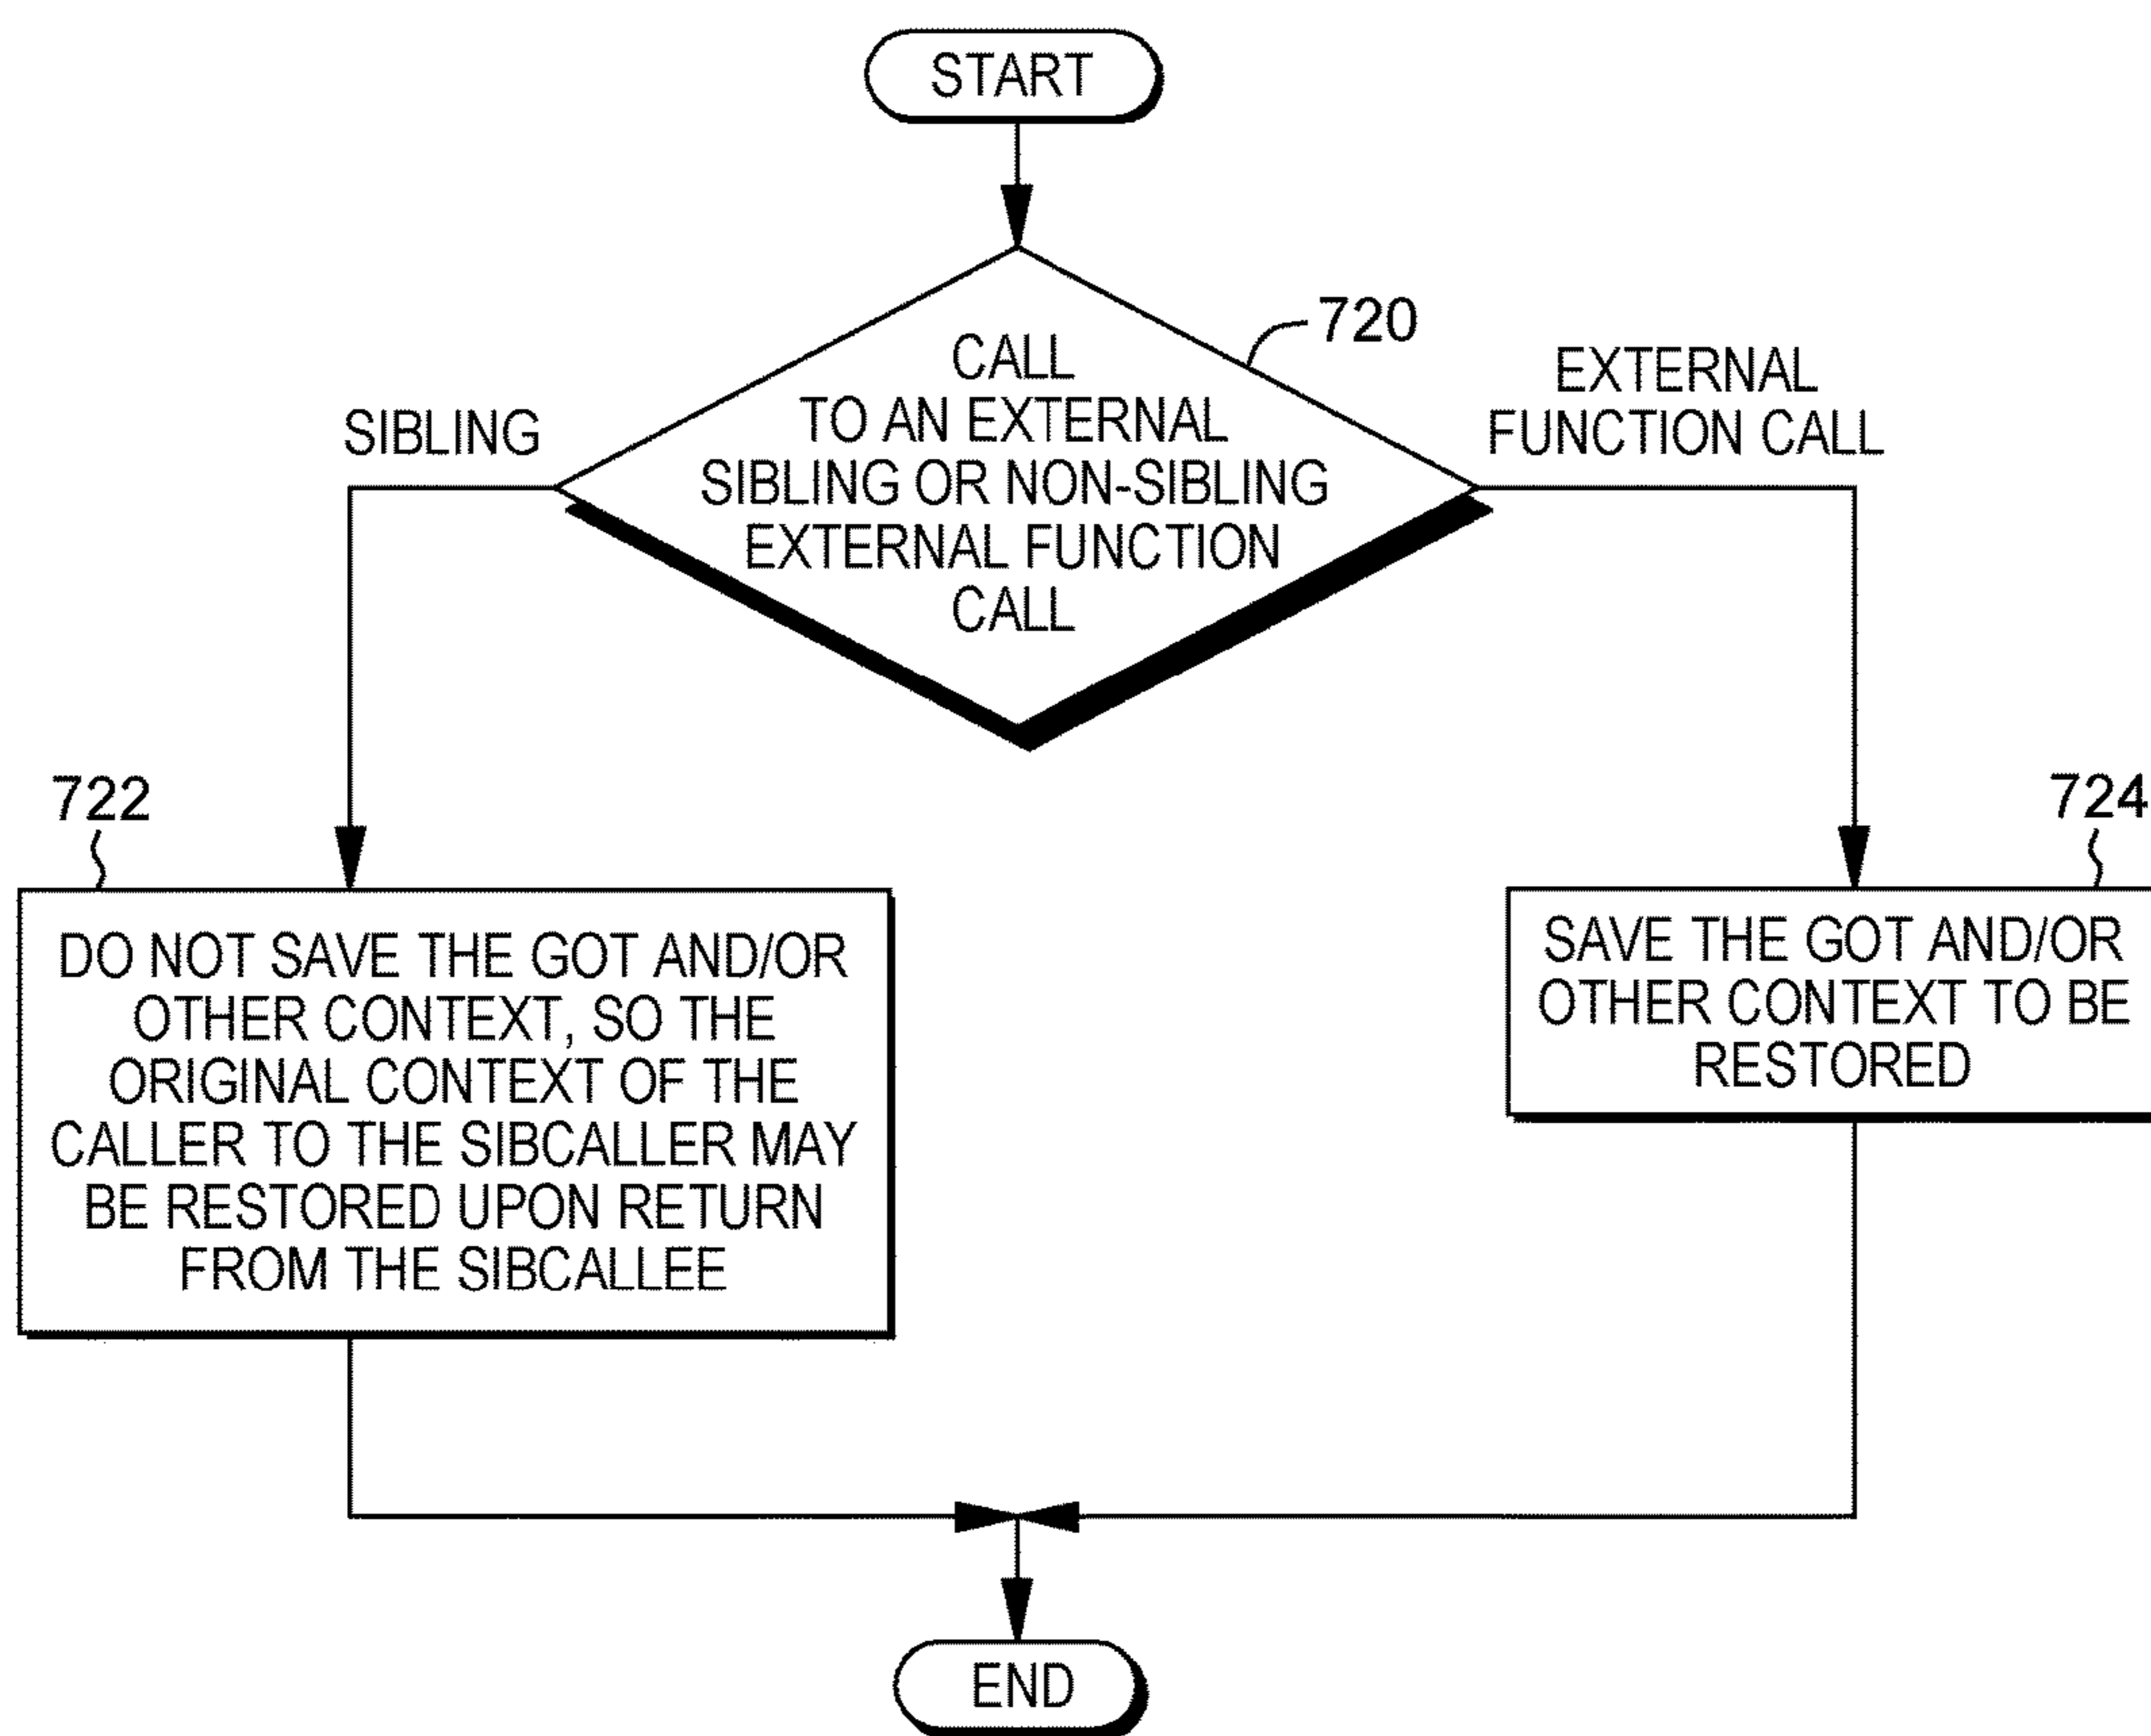 START
720
CALL
TO AN EXTERNAL
SIBLING OR NON-SIBLING
EXTERNAL FUNCTION
CALL
SIBLING
EXTERNAL
FUNCTION CALL
722
DO NOT SAVE THE GOT AND/OR
OTHER CONTEXT, SO THE
ORIGINAL CONTEXT OF THE
CALLER TO THE SIBCALLER MAY
BE RESTORED UPON RETURN
FROM THE SIBCALLEE
724
SAVE THE GOT AND/OR
OTHER CONTEXT TO BE
RESTORED
END